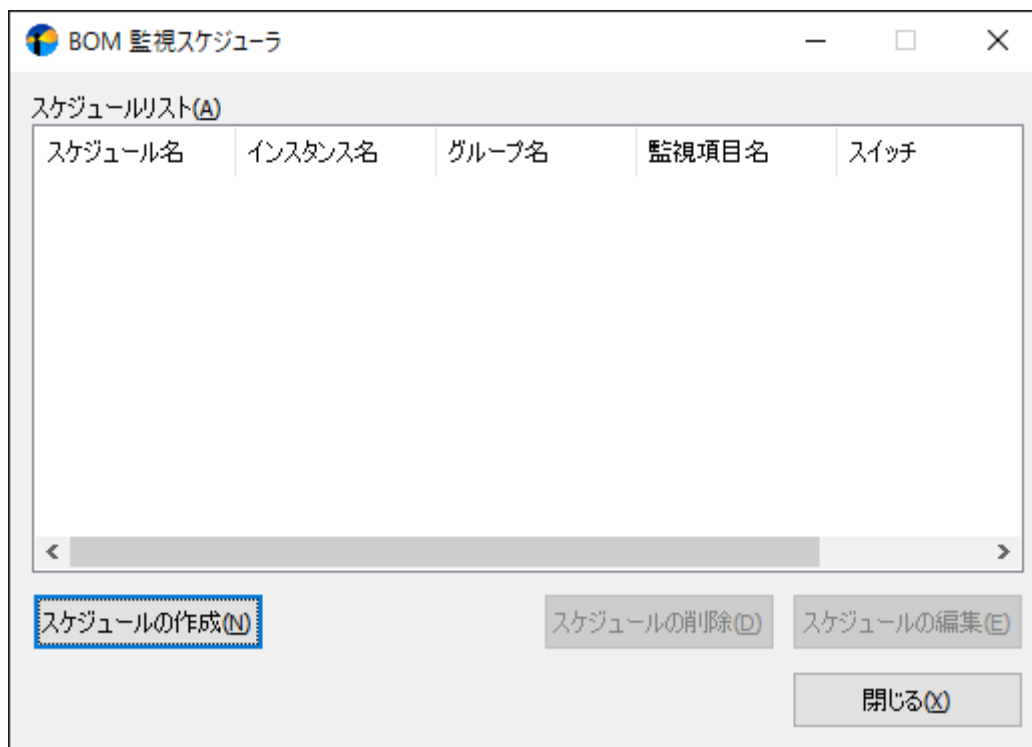 BOM 監視スケジューラ
スケジュールリスト(A)
スケジュール名 インスタンス名 グループ名 監視項目名 スイッチ
スケジュールの作成(N) スケジュールの削除(D) スケジュールの編集(E)
閉じる(X)